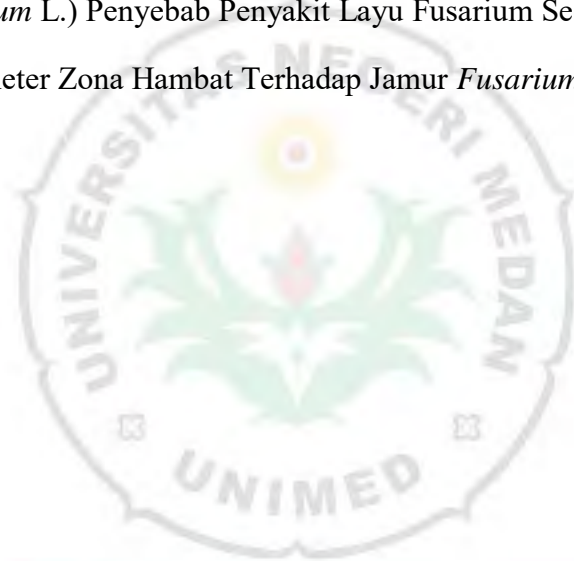 um L.) Penyebab Penyakit Layu Fusarium Se
eter Zona Hambat Terhadap Jamur Fusarium
UNIVERSITAS NEGERI MEDAN
UNIMED